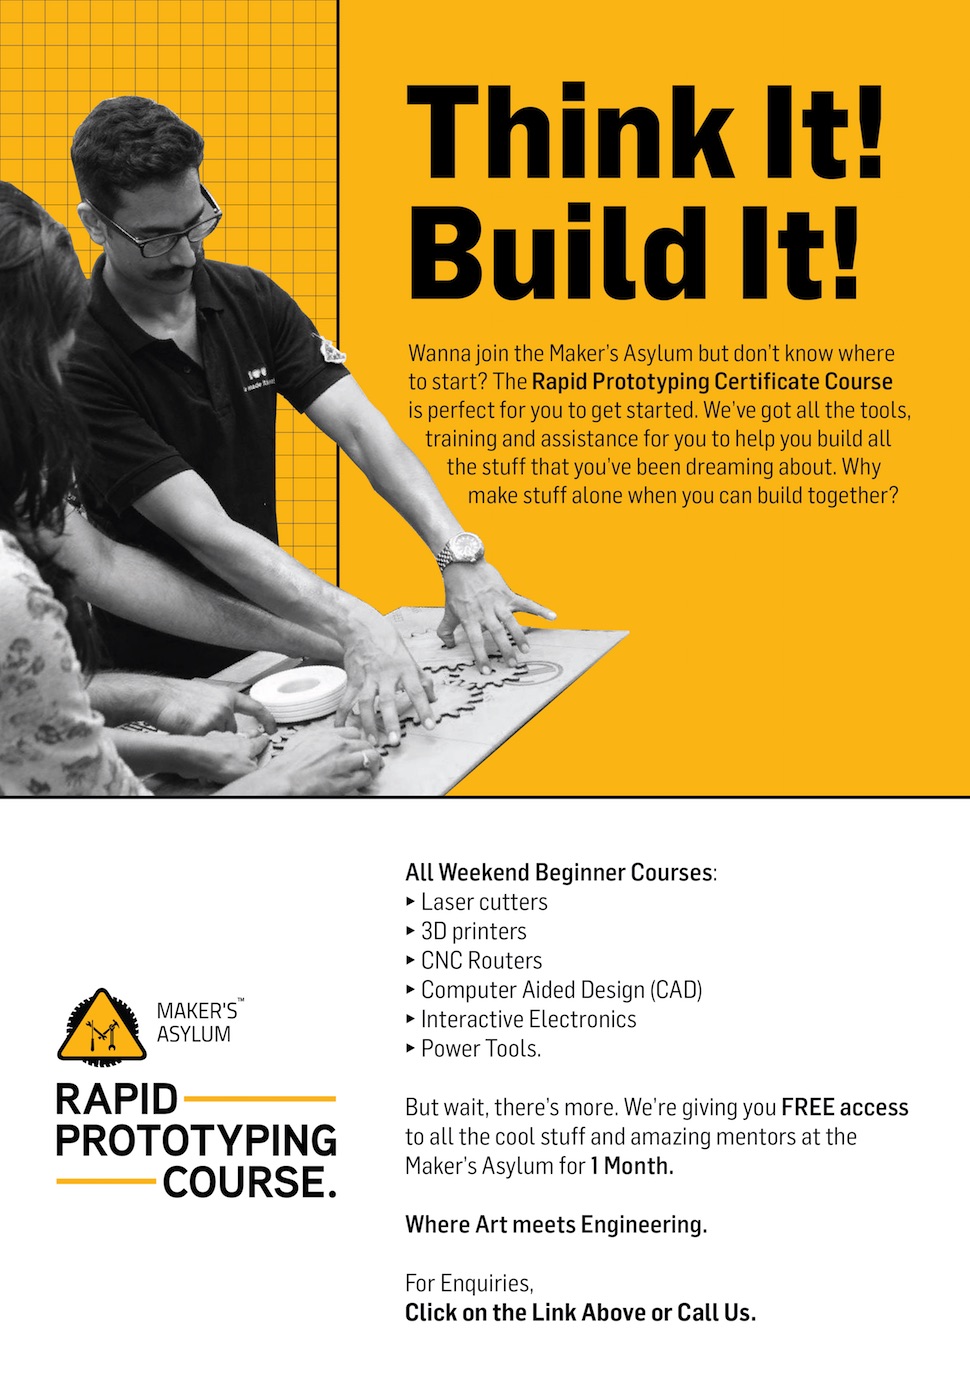 Think It!
Build It!
Wanna join the Maker's Asylum but don't know where
to start? The Rapid Prototyping Certificate Course
is perfect for you to get started. We've got all the tools,
training and assistance for you to help you build all
the stuff that you've been dreaming about. Why
make stuff alone when you can build together?
All Weekend Beginner Courses:
‣ Laser cutters
‣ 3D printers
‣ CNC Routers
‣ Computer Aided Design (CAD)
‣ Interactive Electronics
‣ Power Tools.
But wait, there's more. We're giving you FREE access
to all the cool stuff and amazing mentors at the
Maker's Asylum for 1 Month.
Where Art meets Engineering.
For Enquiries,
Click on the Link Above or Call Us.
MAKER'S™
ASYLUM
RAPID
PROTOTYPING
COURSE.